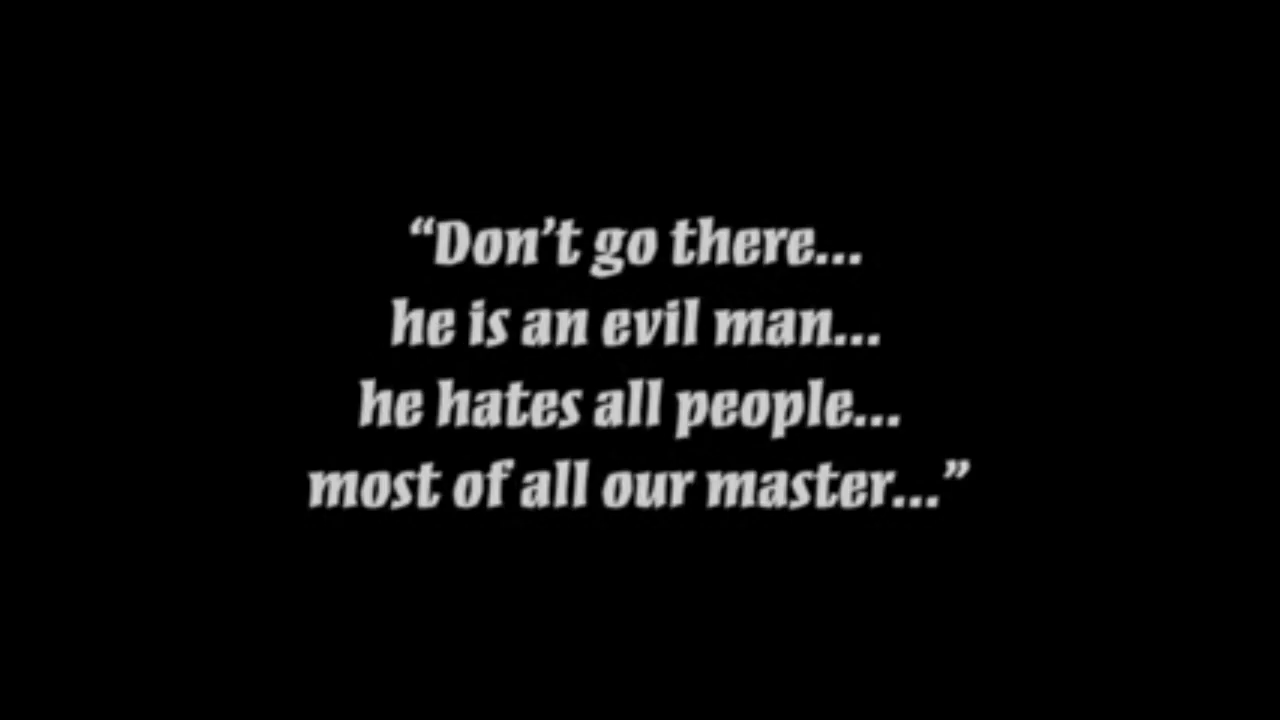 “Don’t go there...
he is an evil man...
he hates all people...
most of all our master...”